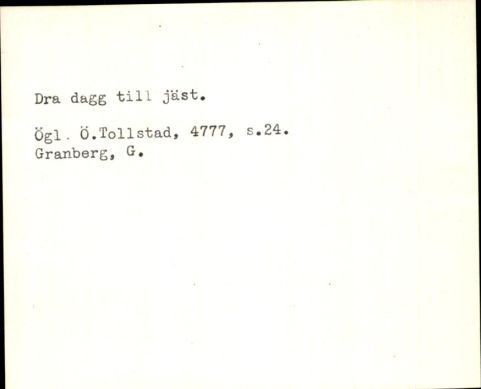 Dra dagg till jäst.
Ögl. Ö.Tollstad, 4777, s.24.
Granberg, G.